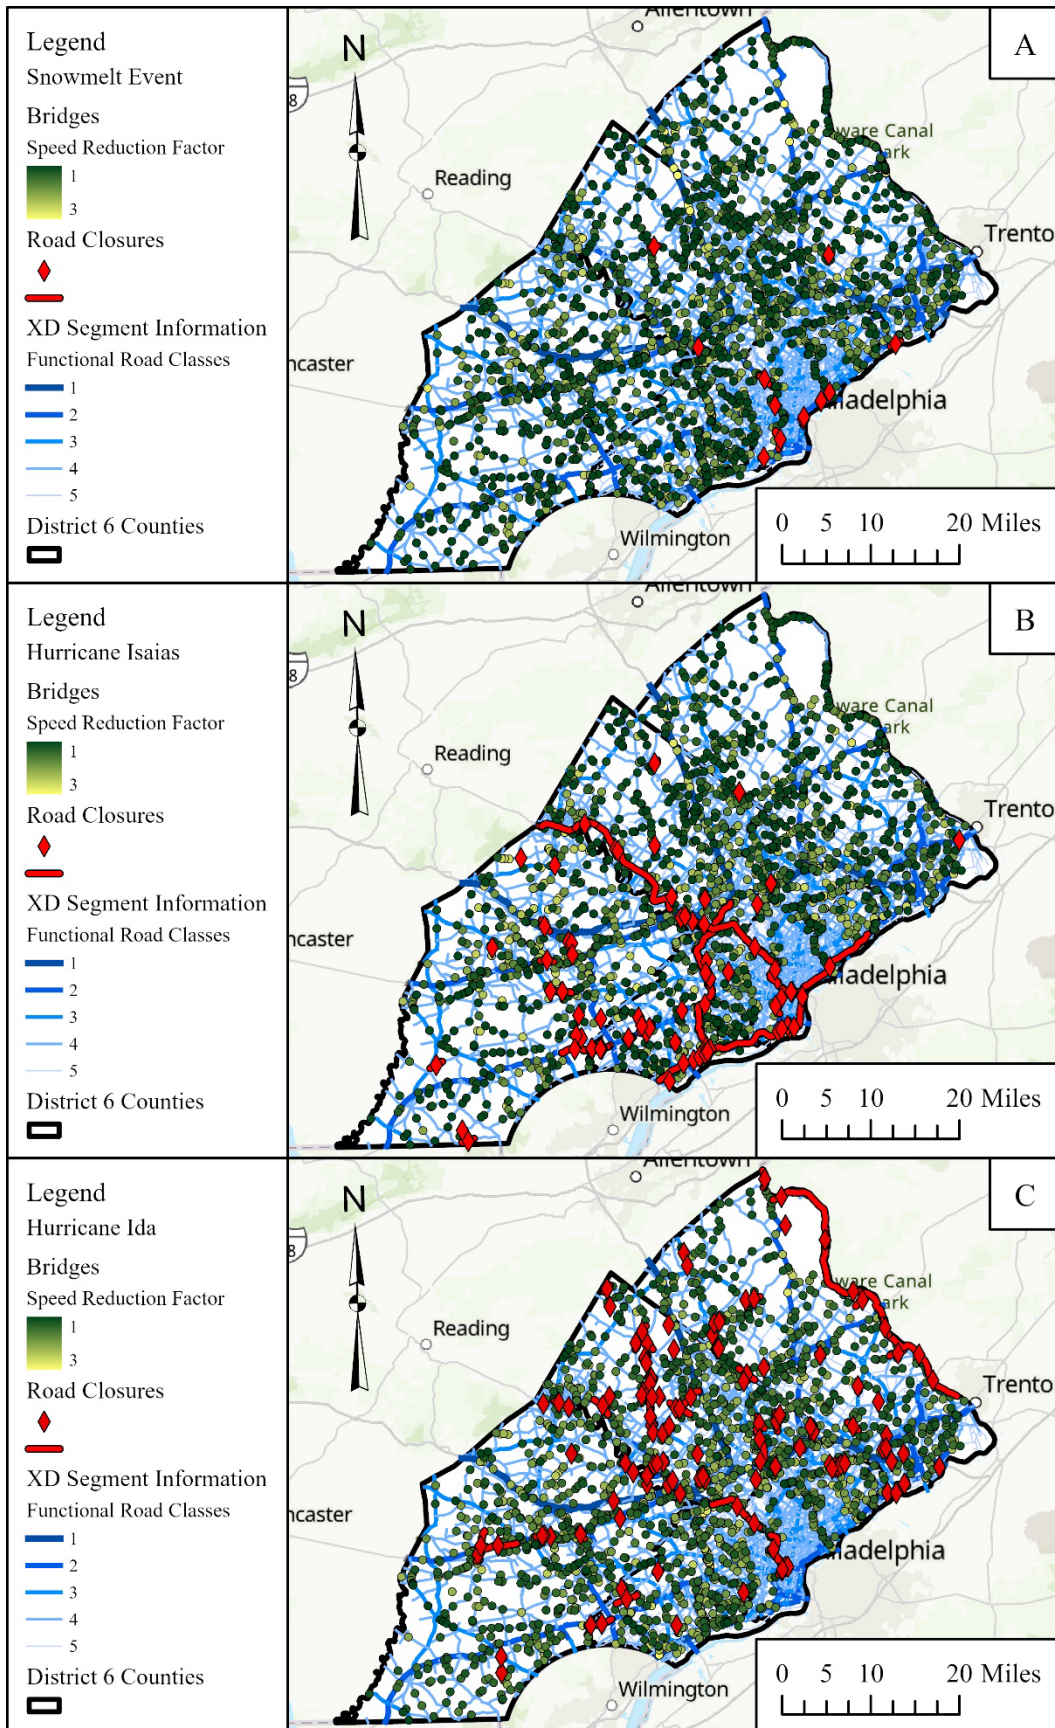 Legend
Snowmelt Event
Bridges
Speed Reduction Factor
1
3
Road Closures
XD Segment Information
Functional Road Classes
1
2
3
4
5
District 6 Counties
A
N
Allentown
8
Reading
ware Canal
ark
Trento
ncaster
iladelphia
Wilmington
0 5 10 20 Miles
Legend
Hurricane Isaias
Bridges
Speed Reduction Factor
1
3
Road Closures
XD Segment Information
Functional Road Classes
1
2
3
4
5
District 6 Counties
B
N
Allentown
8
Reading
ware Canal
ark
Trento
ncaster
iladelphia
Wilmington
0 5 10 20 Miles
Legend
Hurricane Ida
Bridges
Speed Reduction Factor
1
3
Road Closures
XD Segment Information
Functional Road Classes
1
2
3
4
5
District 6 Counties
C
N
Allentown
8
Reading
ware Canal
ark
Trento
ncaster
iladelphia
Wilmington
0 5 10 20 Miles